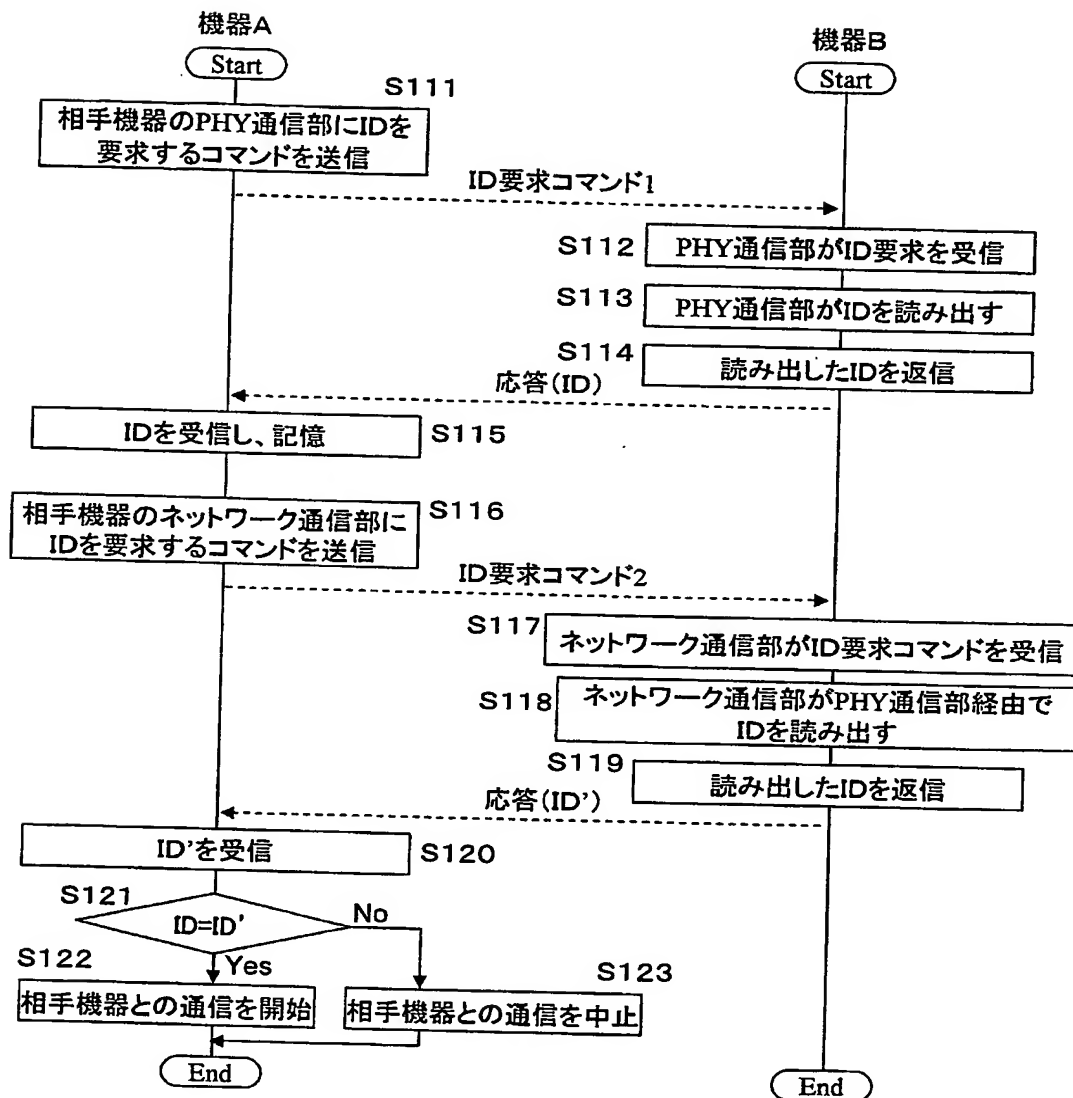 機器A
機器B
Start
Start
S111
相手機器のPHY通信部にIDを
要求するコマンドを送信
ID要求コマンド1
S112
PHY通信部がID要求を受信
S113
PHY通信部がIDを読み出す
S114
読み出したIDを返信
応答(ID)
IDを受信し、記憶
S115
相手機器のネットワーク通信部に
IDを要求するコマンドを送信
S116
ID要求コマンド2
S117
ネットワーク通信部がID要求コマンドを受信
S118
ネットワーク通信部がPHY通信部経由で
IDを読み出す
S119
読み出したIDを返信
応答(ID')
ID'を受信
S120
S121
ID=ID'
No
Yes
S122
S123
相手機器との通信を開始
相手機器との通信を中止
End
End